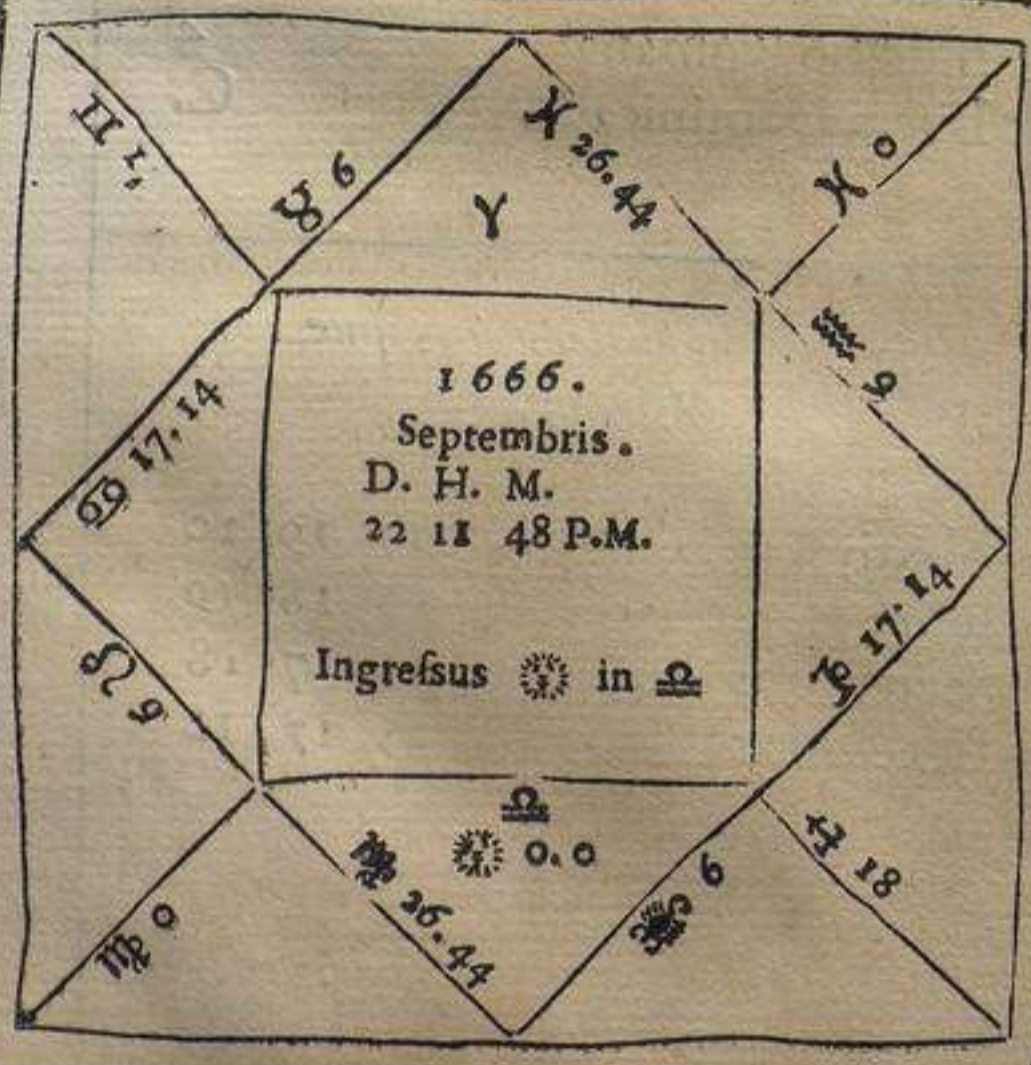 ♓ 26.44
♓ 0
♊ 1,
♉ 6
♈
♒ 9
1666.
Septembris.
D. H. M.
22 11 48 P.M.
Ingreſsus ☉ in ♎
♋ 17, 14
♑ 17. 14
♌ 6
♎
☉ 0. 0
♐ 18
♏ 6
♍ 26.44
♍ 0